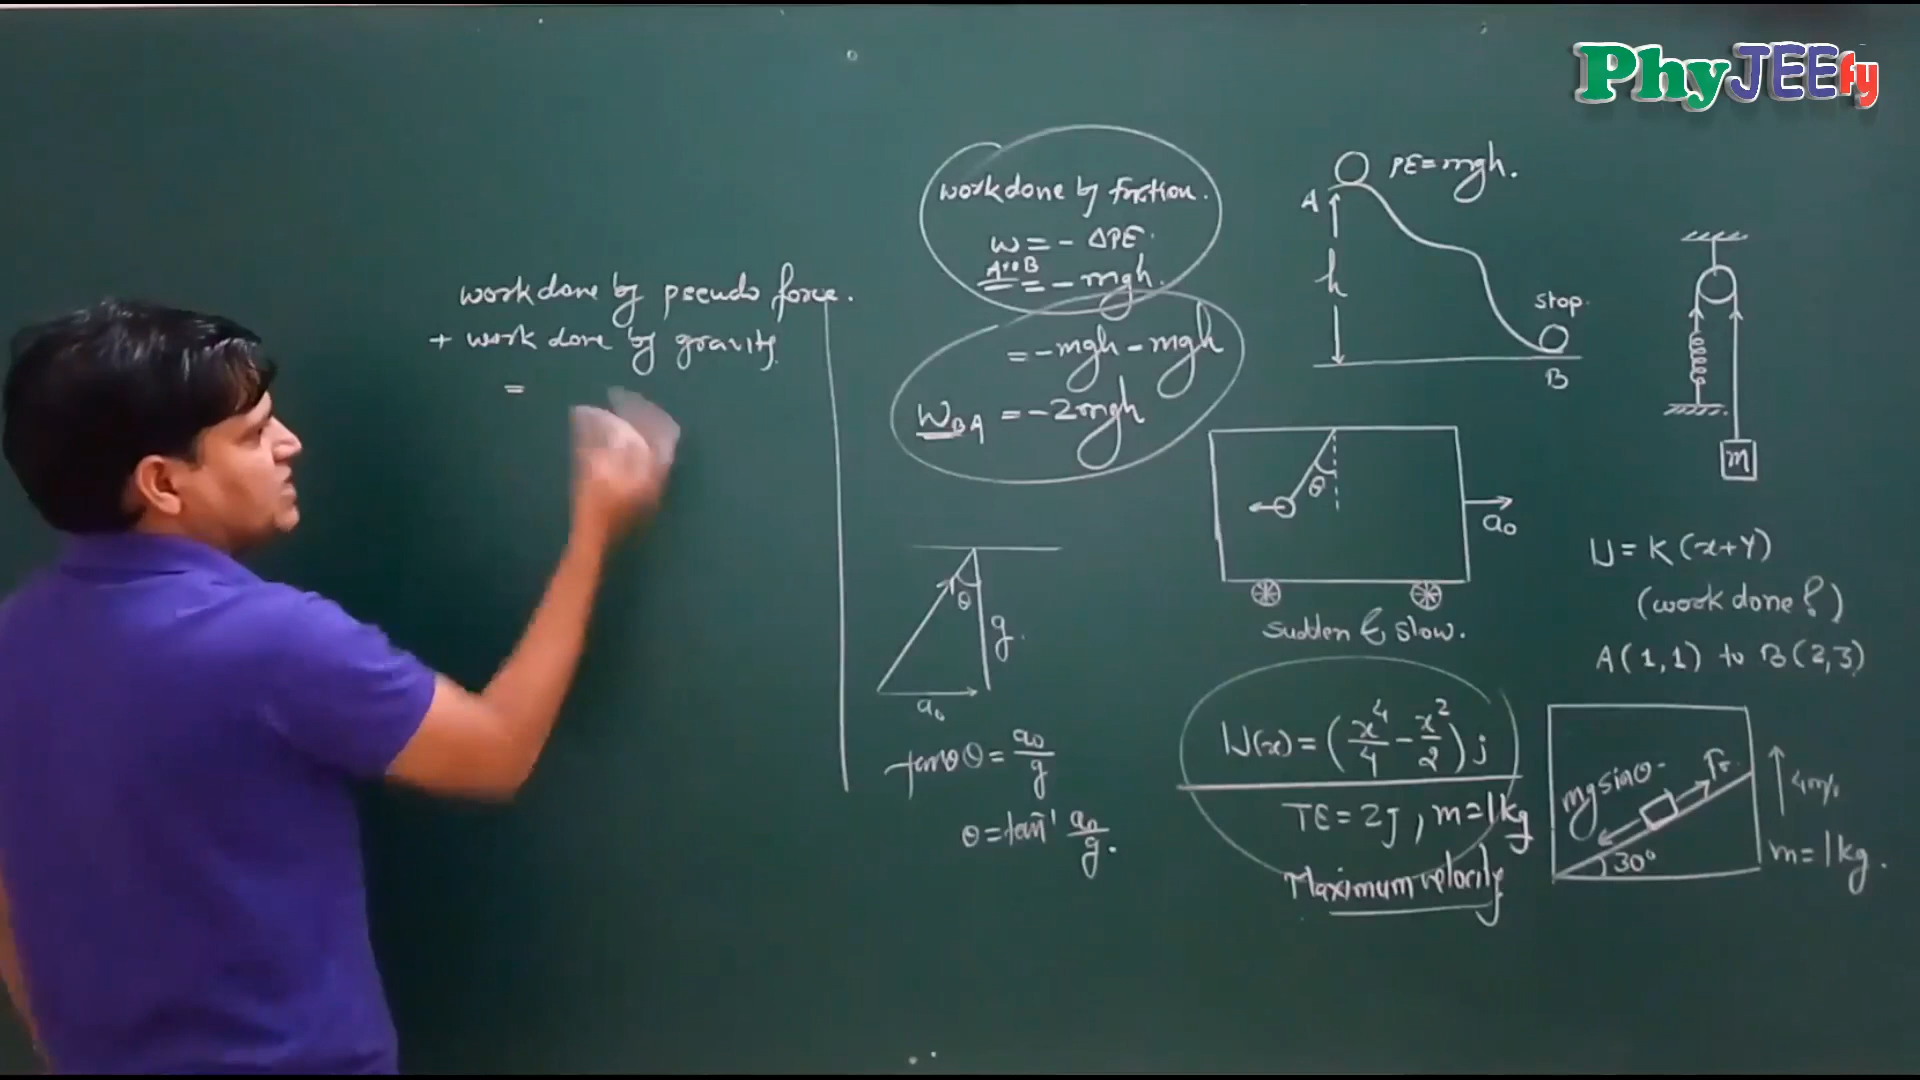 PhyJEEfy
work done by pseudo force.
+ work done by gravity.
=
work done by friction.
W = - ΔPE.
A to B
= - mgh.
= -mgh - mgh
W_BA = -2mgh
PE = mgh.
A
h
stop.
B
m
θ
a₀
sudden & slow.
θ
g.
a₀
tanθ = a₀/g
θ = tan⁻¹ a₀/g.
U = K(x+y)
(work done?)
A(1,1) to B(2,3)
U(x) = (x⁴/4 - x²/2) j
TE = 2J, m = 1kg
Maximum velocity
mg sinθ
fr.
30°
4m/s
m = 1kg.